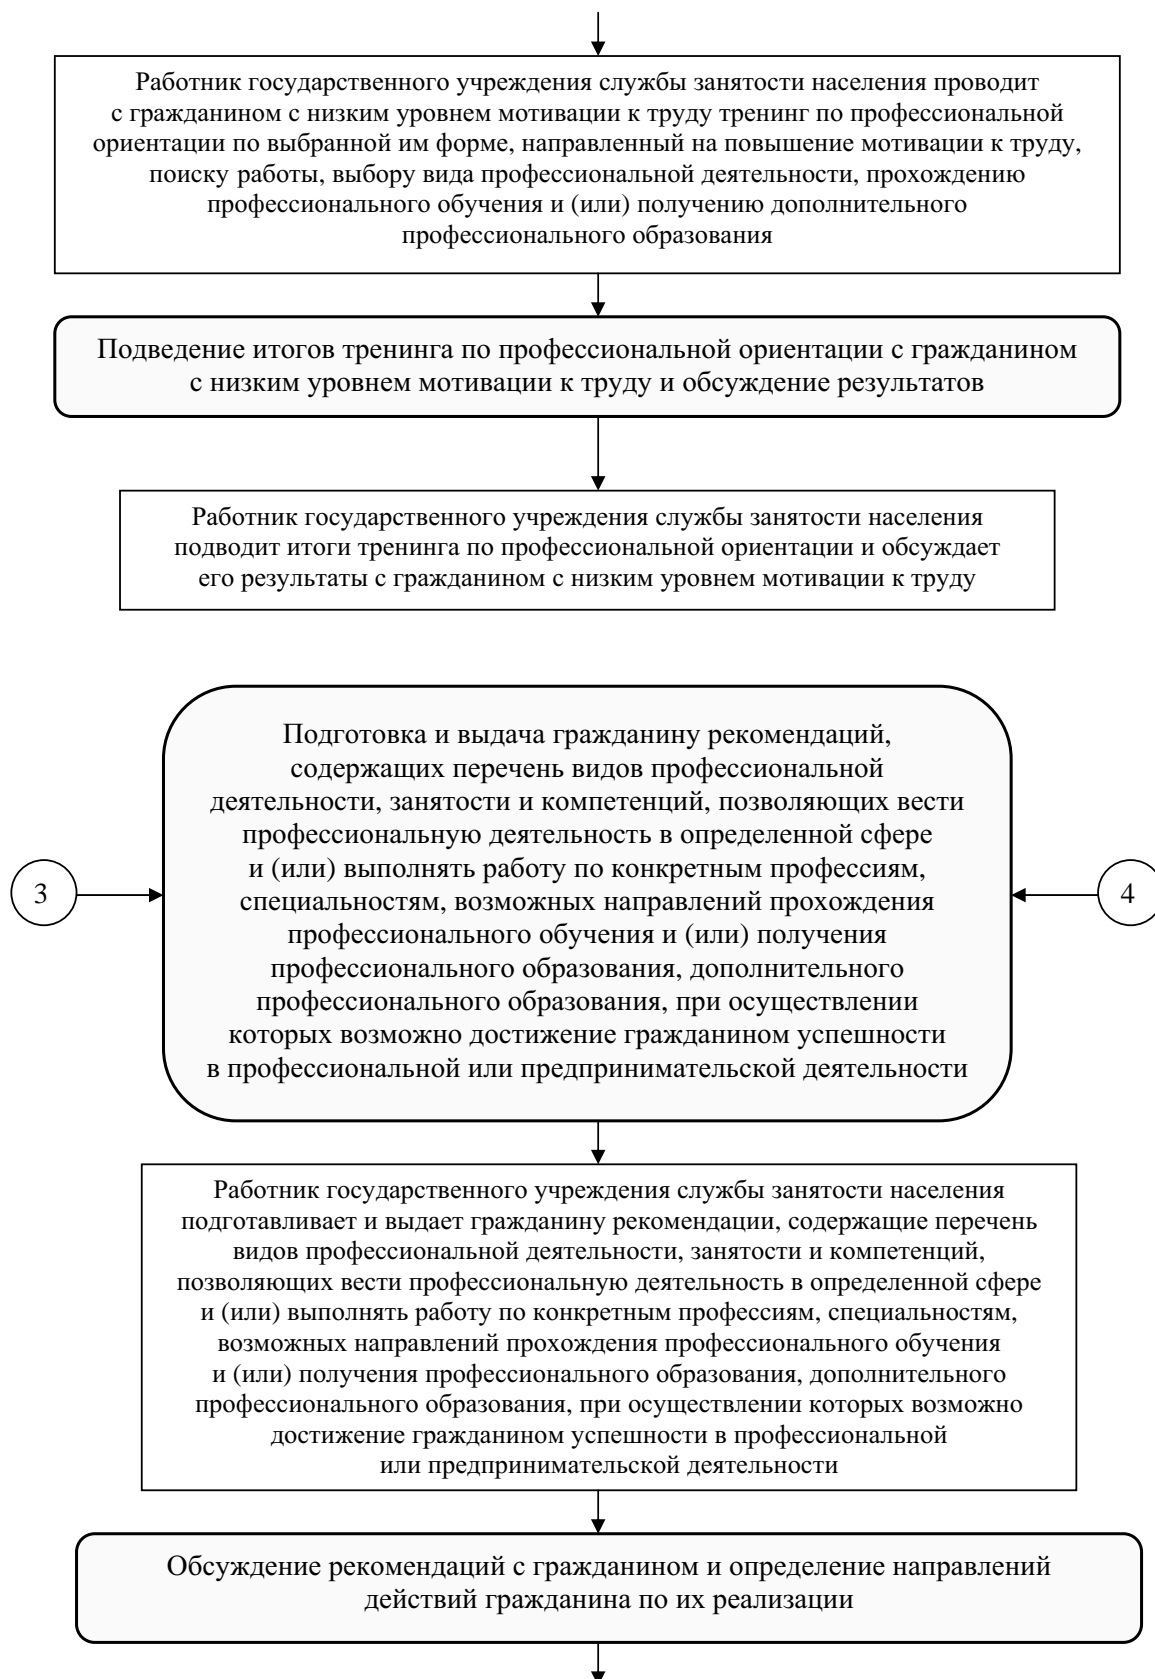 Работник государственного учреждения службы занятости населения проводит
с гражданином с низким уровнем мотивации к труду тренинг по профессиональной
ориентации по выбранной им форме, направленный на повышение мотивации к труду,
поиску работы, выбору вида профессиональной деятельности, прохождению
профессионального обучения и (или) получению дополнительного
профессионального образования
Подведение итогов тренинга по профессиональной ориентации с гражданином
с низким уровнем мотивации к труду и обсуждение результатов
Работник государственного учреждения службы занятости населения
подводит итоги тренинга по профессиональной ориентации и обсуждает
его результаты с гражданином с низким уровнем мотивации к труду
Подготовка и выдача гражданину рекомендаций,
содержащих перечень видов профессиональной
деятельности, занятости и компетенций, позволяющих вести
профессиональную деятельность в определенной сфере
и (или) выполнять работу по конкретным профессиям,
специальностям, возможных направлений прохождения
профессионального обучения и (или) получения
профессионального образования, дополнительного
профессионального образования, при осуществлении
которых возможно достижение гражданином успешности
в профессиональной или предпринимательской деятельности
3
4
Работник государственного учреждения службы занятости населения
подготавливает и выдает гражданину рекомендации, содержащие перечень
видов профессиональной деятельности, занятости и компетенций,
позволяющих вести профессиональную деятельность в определенной сфере
и (или) выполнять работу по конкретным профессиям, специальностям,
возможных направлений прохождения профессионального обучения
и (или) получения профессионального образования, дополнительного
профессионального образования, при осуществлении которых возможно
достижение гражданином успешности в профессиональной
или предпринимательской деятельности
Обсуждение рекомендаций с гражданином и определение направлений
действий гражданина по их реализации